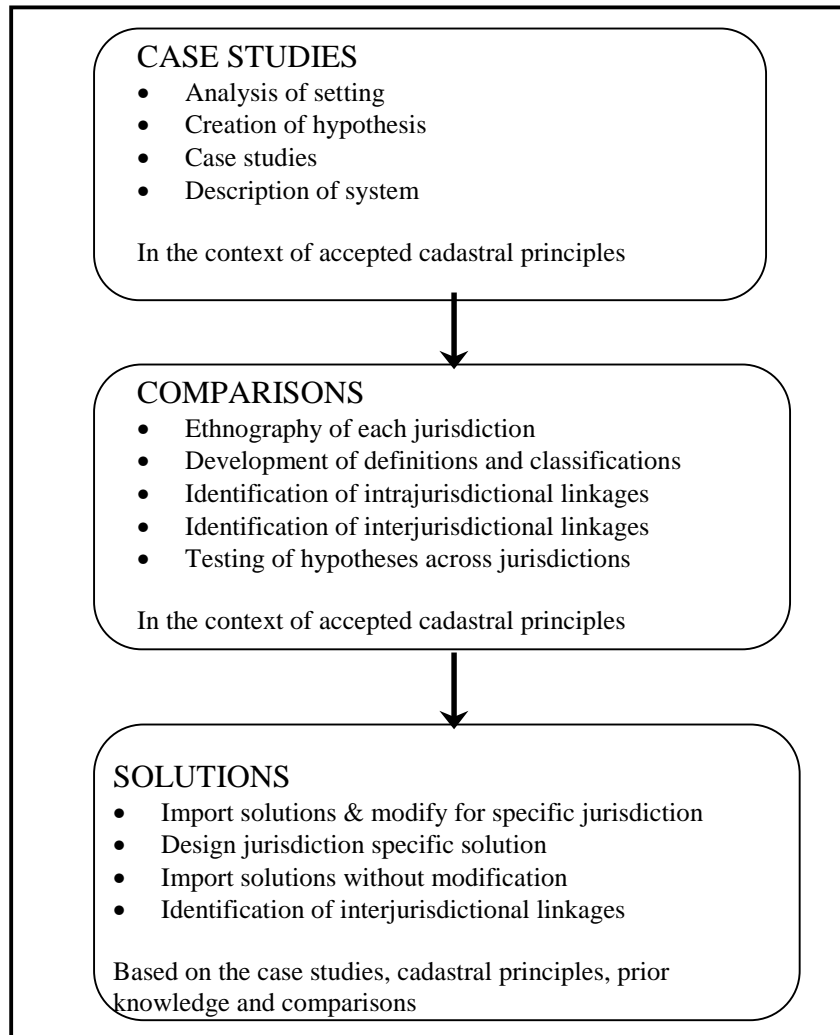 CASE STUDIES
• Analysis of setting
• Creation of hypothesis
• Case studies
• Description of system
In the context of accepted cadastral principles
COMPARISONS
• Ethnography of each jurisdiction
• Development of definitions and classifications
• Identification of intrajurisdictional linkages
• Identification of interjurisdictional linkages
• Testing of hypotheses across jurisdictions
In the context of accepted cadastral principles
SOLUTIONS
• Import solutions & modify for specific jurisdiction
• Design jurisdiction specific solution
• Import solutions without modification
• Identification of interjurisdictional linkages
Based on the case studies, cadastral principles, prior
knowledge and comparisons